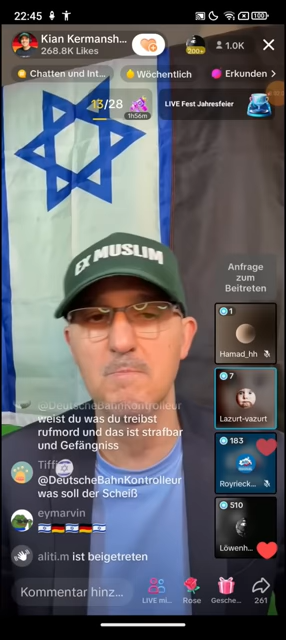 22:45
100
Kian Kermansh...
268.8K Likes
200+
1.0K
Chatten und Int...
Wöchentlich
Erkunden
13/28
1h56m
LIVE Fest Jahresfeier
EX MUSLIM
Anfrage
zum
Beitreten
1
Hamad_hh
7
Lazurt-vazurt
183
Royrieck...
510
Löwenh...
@DeutscheBahnKontrolleur
weist du was du treibst
rufmord und das ist strafbar
und Gefängniss
Tiff
@DeutscheBahnKontrolleur
was soll der Scheiß
eymarvin
🇮🇱🇩🇪🇮🇱🇩🇪🇮🇱
aliti.m ist beigetreten
Kommentar hinz...
LIVE mi...
Rose
Gesche...
261